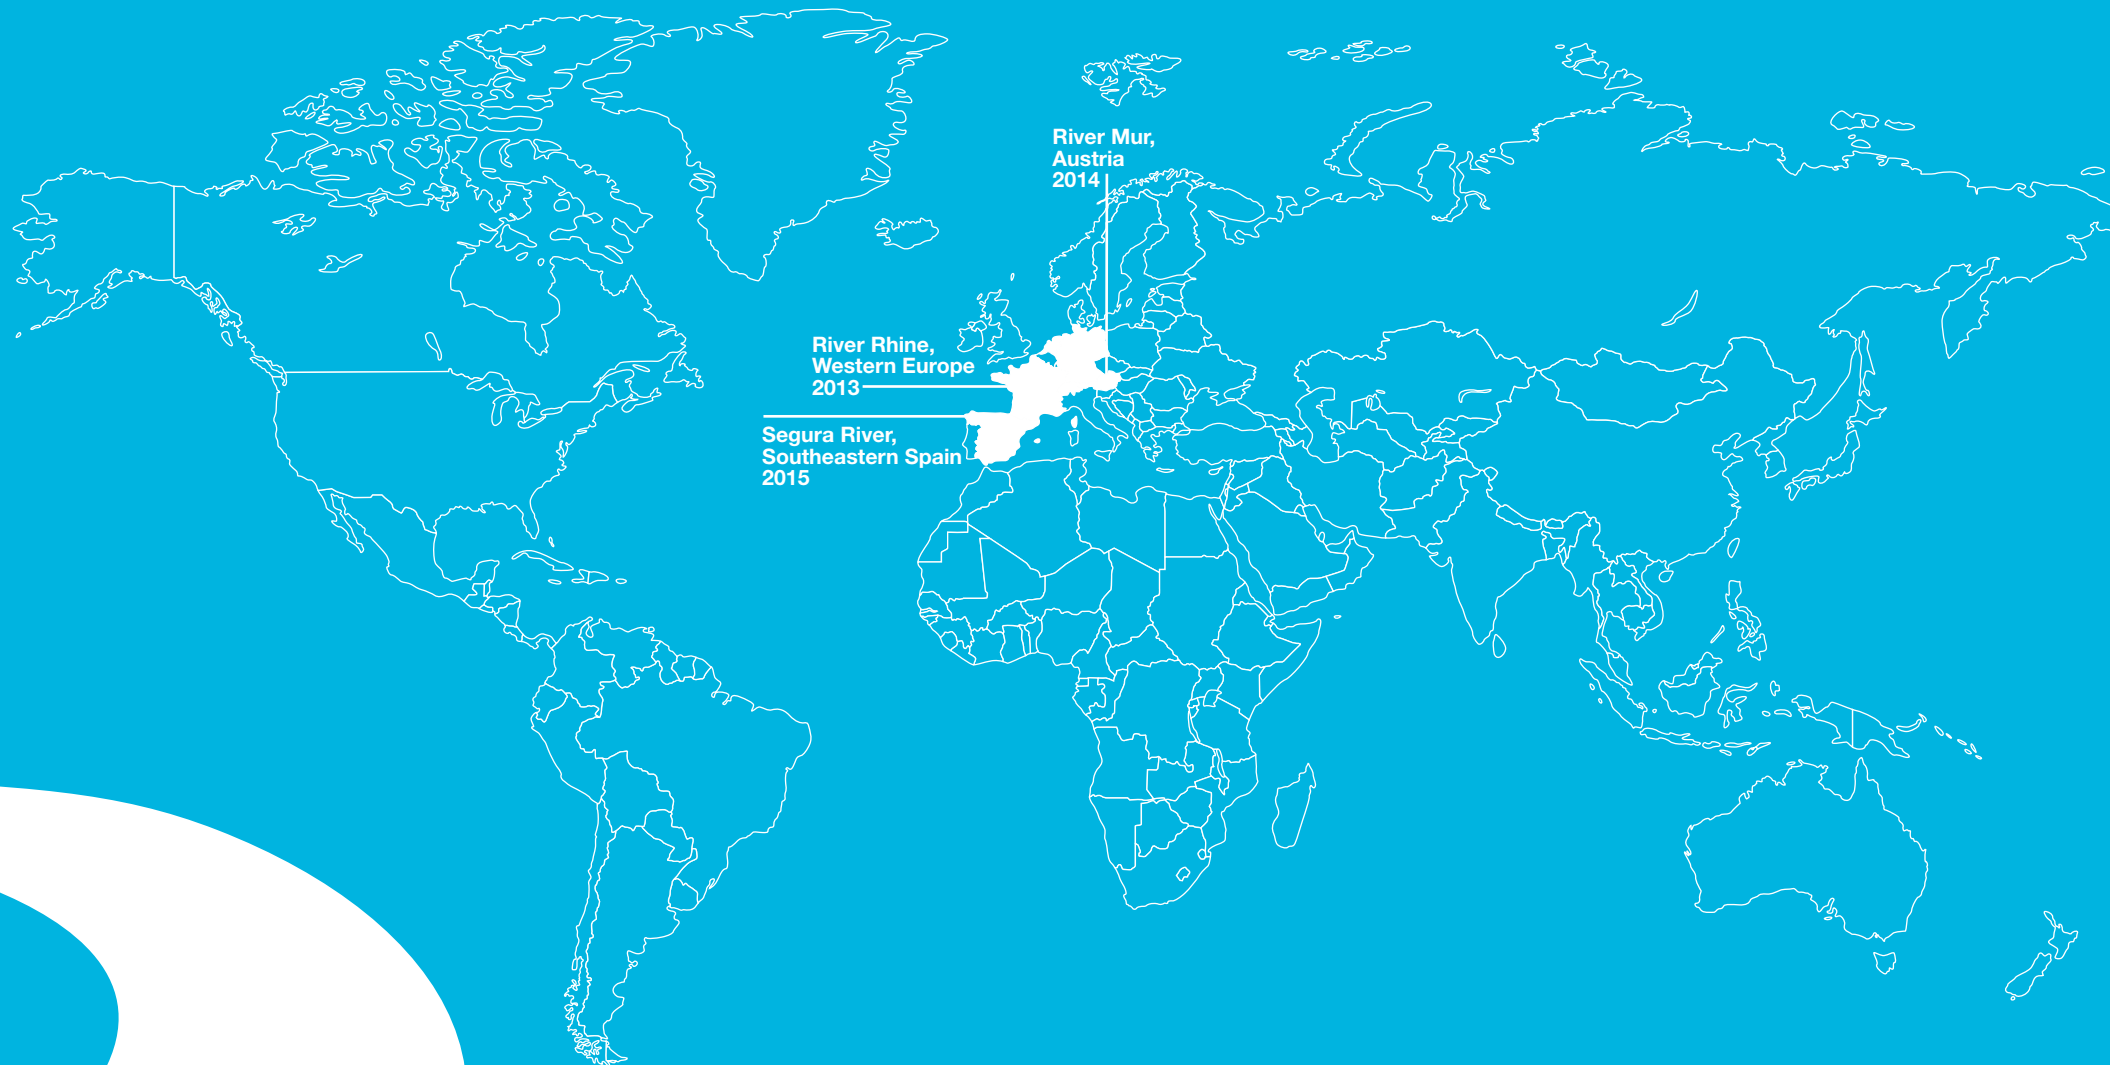 River Mur,
Austria
2014
River Rhine,
Western Europe
2013
Segura River,
Southeastern Spain
2015